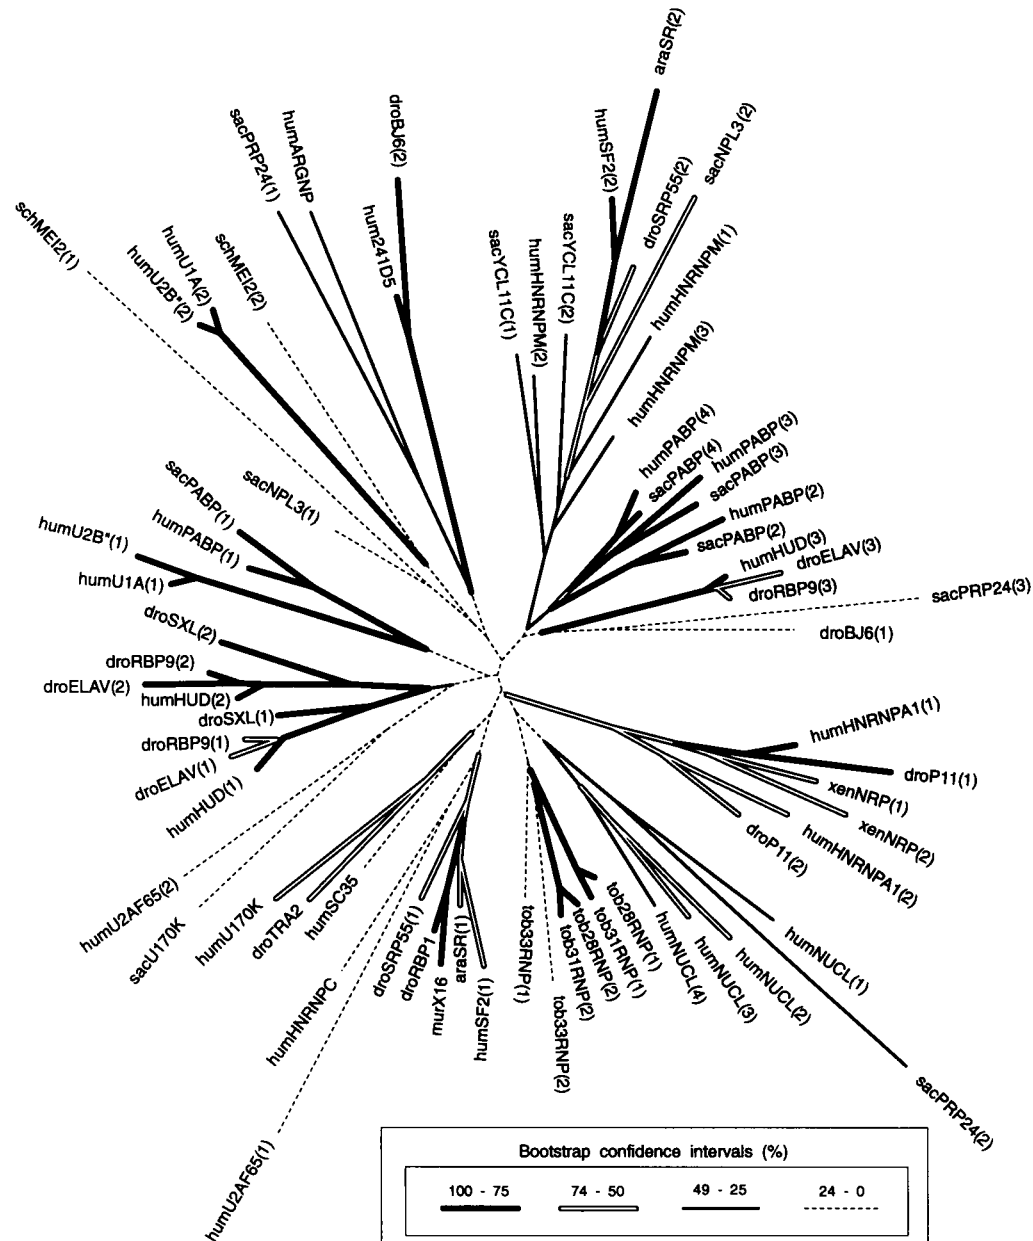 araSR(2)
droBJ6(2)
humSF2(2)
sacNPL3(2)
humARGNP
sacPRP24(1)
droSRP55(2)
schMEI2(1)
humU1A(2)
humU2B"(2)
schMEI2(2)
hum241D5
sacYCL11C(1)
humHNRNPM(2)
sacYCL11C(2)
humHNRNPM(1)
humHNRNPM(3)
humPABP(4)
sacPABP(4)
humPABP(3)
sacPABP(3)
humPABP(2)
sacPABP(2)
humHUD(3)
droELAV(3)
droRBP9(3)
sacPRP24(3)
droBJ6(1)
sacNPL3(1)
sacPABP(1)
humPABP(1)
humU2B"(1)
humU1A(1)
droSXL(2)
droRBP9(2)
droELAV(2)
humHUD(2)
droSXL(1)
droRBP9(1)
droELAV(1)
humHUD(1)
humU2AF65(2)
sacU170K
humU170K
droTRA2
humSC35
humHNRNPC
humU2AF65(1)
droSRP55(1)
droRBP1
murX16
araSR(1)
humSF2(1)
tob33RNP(1)
tob33RNP(2)
tob31RNP(2)
tob28RNP(2)
tob31RNP(1)
tob28RNP(1)
humNUCL(4)
humNUCL(3)
humNUCL(2)
humNUCL(1)
sacPRP24(2)
humHNRNPA1(1)
droP11(1)
xenNRP(1)
xenNRP(2)
humHNRNPA1(2)
droP11(2)
Bootstrap confidence intervals (%)
100 - 75 74 - 50 49 - 25 24 - 0